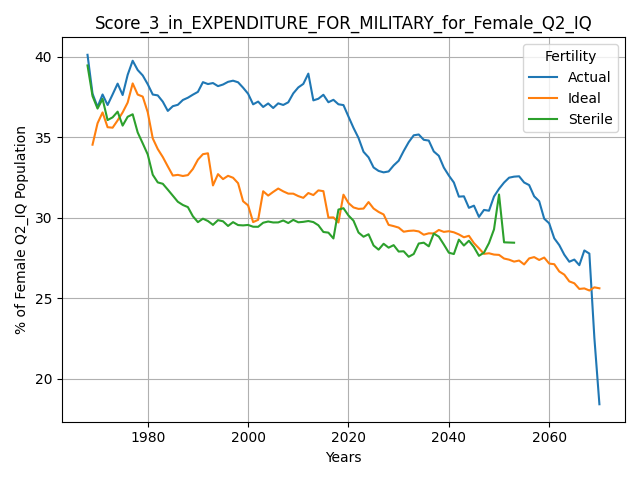 Score_3_in_EXPENDITURE_FOR_MILITARY_for_Female_Q2_IQ
% of Female Q2_IQ Population
40
35
30
25
20
Fertility
Actual
Ideal
Sterile
1980
2000
2020
2040
2060
Years